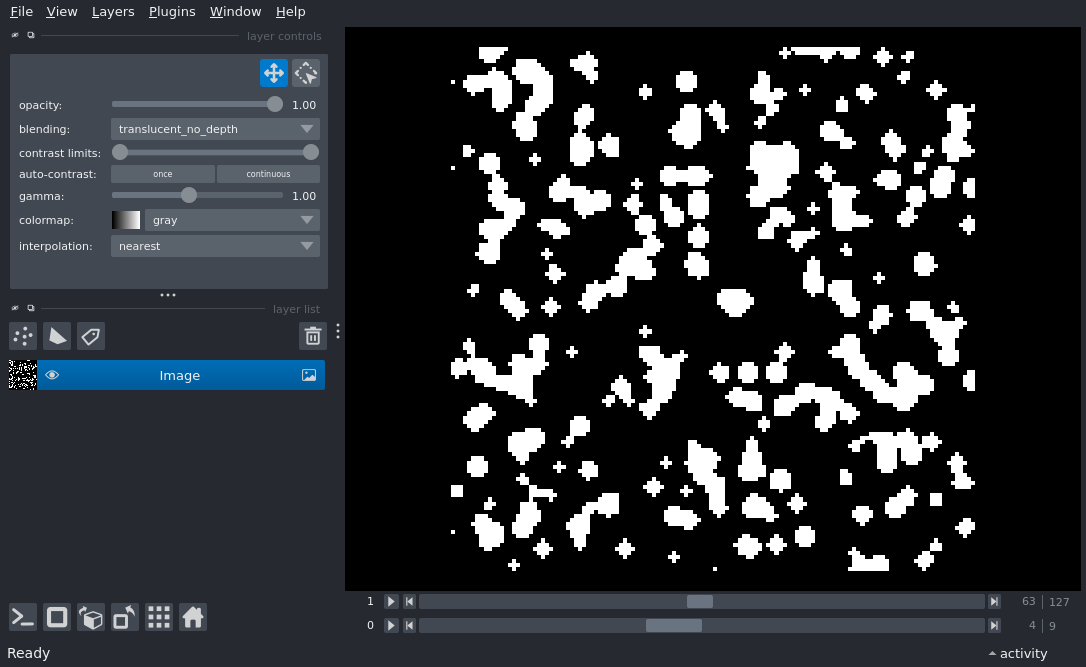 File View Layers Plugins Window Help
layer controls
opacity: 1.00
blending: translucent_no_depth
contrast limits:
auto-contrast: once continuous
gamma: 1.00
colormap: gray
interpolation: nearest
layer list
Image
1 63 127
0 4 9
Ready activity